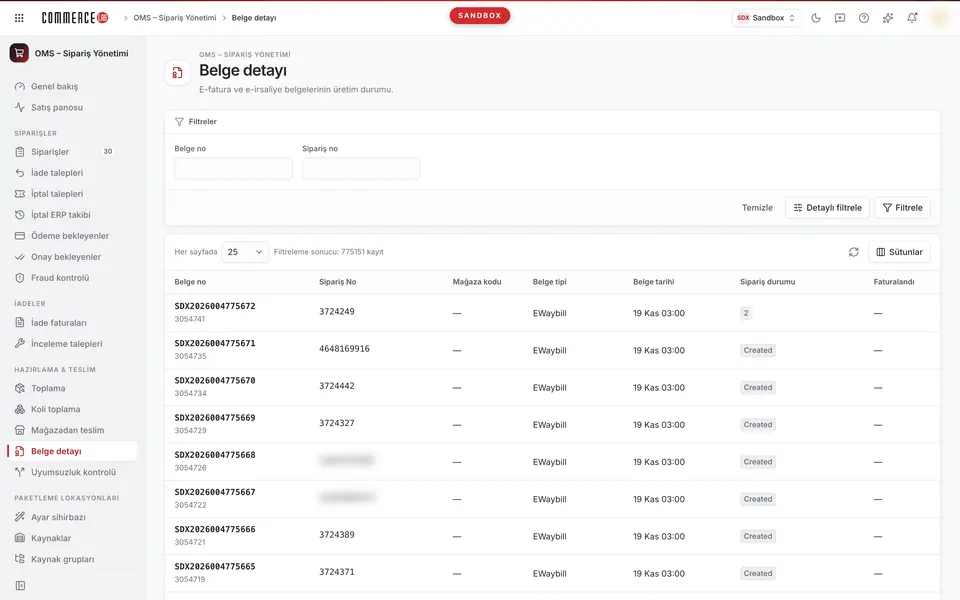 COMMERCE LAB
OMS – Sipariş Yönetimi
Belge detayı
SANDBOX
SDX Sandbox
OMS – Sipariş Yönetimi
Genel bakış
Satış panosu
SİPARİŞLER
Siparişler 30
İade talepleri
İptal talepleri
İptal ERP takibi
Ödeme bekleyenler
Onay bekleyenler
Fraud kontrolü
İADELER
İade faturaları
İnceleme talepleri
HAZIRLAMA & TESLİM
Toplama
Koli toplama
Mağazadan teslim
Belge detayı
Uyumsuzluk kontrolü
PAKETLEME LOKASYONLARI
Ayar sihirbazı
Kaynaklar
Kaynak grupları
OMS – SİPARİŞ YÖNETİMİ
Belge detayı
E-fatura ve e-irsaliye belgelerinin üretim durumu.
Filtreler
Belge no Sipariş no
Temizle Detaylı filtrele Filtrele
Her sayfada 25 Filtreleme sonucu: 775151 kayıt Sütunlar
Belge no Sipariş No Mağaza kodu Belge tipi Belge tarihi Sipariş durumu Faturalandı
SDX2026004775672
3054741
3724249 — EWaybill 19 Kas 03:00 2 —
SDX2026004775671
3054735
4648169916 — EWaybill 19 Kas 03:00 Created —
SDX2026004775670
3054734
3724442 — EWaybill 19 Kas 03:00 Created —
SDX2026004775669
3054729
3724327 — EWaybill 19 Kas 03:00 Created —
SDX2026004775668
3054726
— EWaybill 19 Kas 03:00 Created —
SDX2026004775667
3054722
— EWaybill 19 Kas 03:00 Created —
SDX2026004775666
3054721
3724389 — EWaybill 19 Kas 03:00 Created —
SDX2026004775665
3054719
3724371 — EWaybill 19 Kas 03:00 Created —